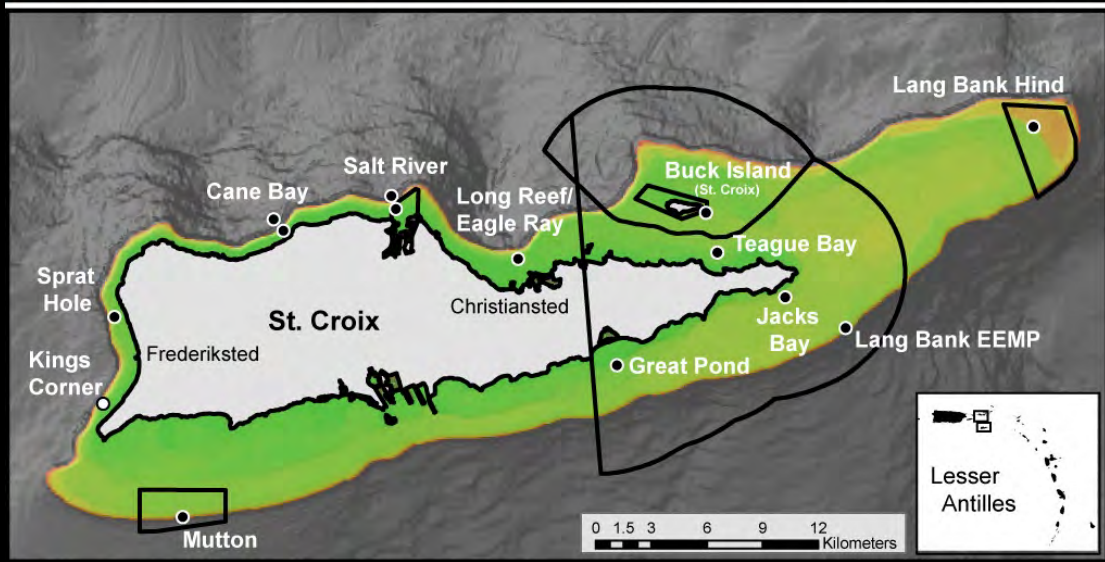 Lang Bank Hind
Salt River
Cane Bay
Long Reef/
Eagle Ray
Buck Island
(St. Croix)
Teague Bay
Sprat
Hole
Christiansted
St. Croix
Jacks
Bay
Lang Bank EEMP
Frederiksted
Kings
Corner
Great Pond
Mutton
0 1.5 3 6 9 12
Kilometers
Lesser
Antilles